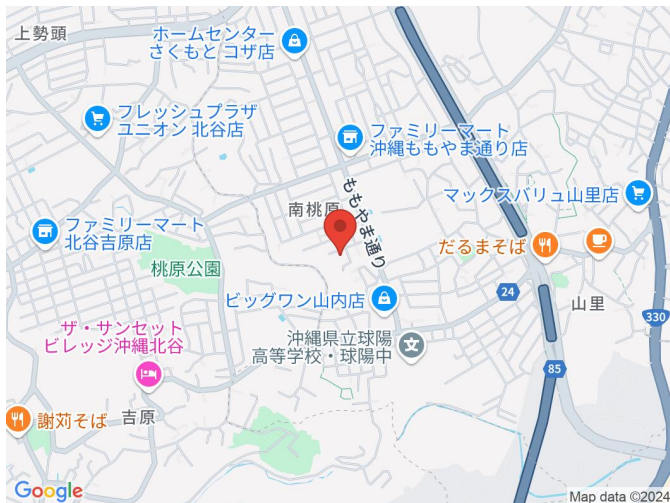 上勢頭
ホームセンター
さくもと コザ店
フレッシュプラザ
ユニオン 北谷店
ファミリーマート
沖縄ももやま通り店
マックスバリュ山里店
南桃原
ももやま通り
ファミリーマート
北谷吉原店
桃原公園
だるまそば
24
山里
330
ビッグワン山内店
ザ・サンセット
ビレッジ沖縄北谷
沖縄県立球陽
高等学校・球陽中
85
謝苅そば
吉原
Google
Map data ©2024